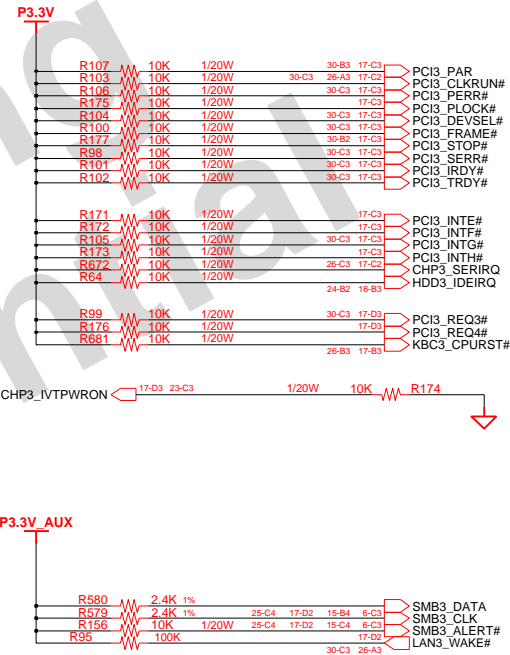 P3.3V
R107 10K 1/20W 30-B3 17-C3 PCI3_PAR
R103 10K 1/20W 30-C3 26-A3 17-C2 PCI3_CLKRUN#
R106 10K 1/20W 30-C3 17-C3 PCI3_PERR#
R175 10K 1/20W 17-C3 PCI3_PLOCK#
R104 10K 1/20W 30-C3 17-C3 PCI3_DEVSEL#
R100 10K 1/20W 30-C3 17-C3 PCI3_FRAME#
R177 10K 1/20W 30-B2 17-C3 PCI3_STOP#
R98 10K 1/20W 30-C3 17-C3 PCI3_SERR#
R101 10K 1/20W 30-C3 17-C3 PCI3_IRDY#
R102 10K 1/20W 30-C3 17-C3 PCI3_TRDY#
R171 10K 1/20W 17-C3 PCI3_INTE#
R172 10K 1/20W 17-C3 PCI3_INTF#
R105 10K 1/20W 30-C3 17-C3 PCI3_INTG#
R173 10K 1/20W 17-C3 PCI3_INTH#
R672 10K 1/20W 26-C3 17-C2 CHP3_SERIRQ
R64 10K 1/20W 24-B2 16-B3 HDD3_IDEIRQ
R99 10K 1/20W 30-C3 17-D3 PCI3_REQ3#
R176 10K 1/20W 17-D3 PCI3_REQ4#
R681 10K 1/20W 26-B3 17-B3 KBC3_CPURST#
CHP3_IVTPWRON 17-D3 23-C3 1/20W 10K R174
P3.3V_AUX
R580 2.4K 1% SMB3_DATA
R579 2.4K 1% 25-C4 17-D2 15-B4 6-C3 SMB3_CLK
R156 10K 1/20W 25-C4 17-D2 15-C4 6-C3 SMB3_ALERT#
R95 100K 17-D2 LAN3_WAKE#
30-C3 26-A3